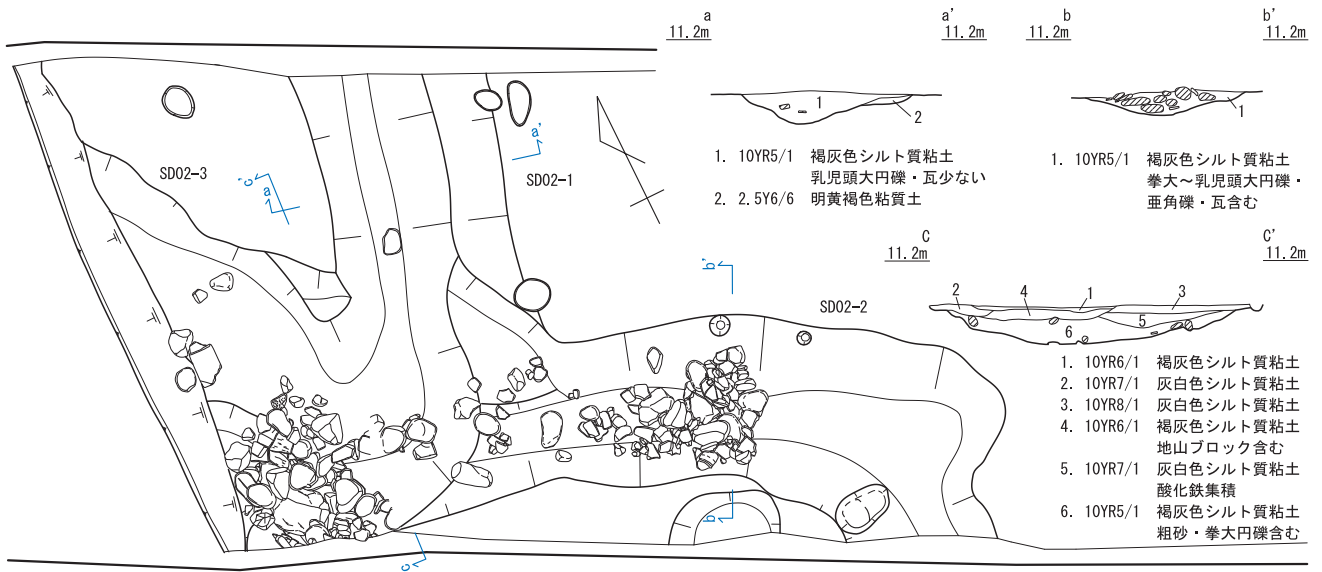 SD02-3
SD02-1
SD02-2
a'
c'
a
b'
b
c
a a'
11.2m 11.2m
1
2
1. 10YR5/1 褐灰色シルト質粘土
乳児頭大円礫・瓦少ない
2. 2.5Y6/6 明黄褐色粘質土
b b'
11.2m 11.2m
1
1. 10YR5/1 褐灰色シルト質粘土
拳大～乳児頭大円礫・
亜角礫・瓦含む
C C'
11.2m 11.2m
2 4 1 3
5
6
1. 10YR6/1 褐灰色シルト質粘土
2. 10YR7/1 灰白色シルト質粘土
3. 10YR8/1 灰白色シルト質粘土
4. 10YR6/1 褐灰色シルト質粘土
地山ブロック含む
5. 10YR7/1 灰白色シルト質粘土
酸化鉄集積
6. 10YR5/1 褐灰色シルト質粘土
粗砂・拳大円礫含む